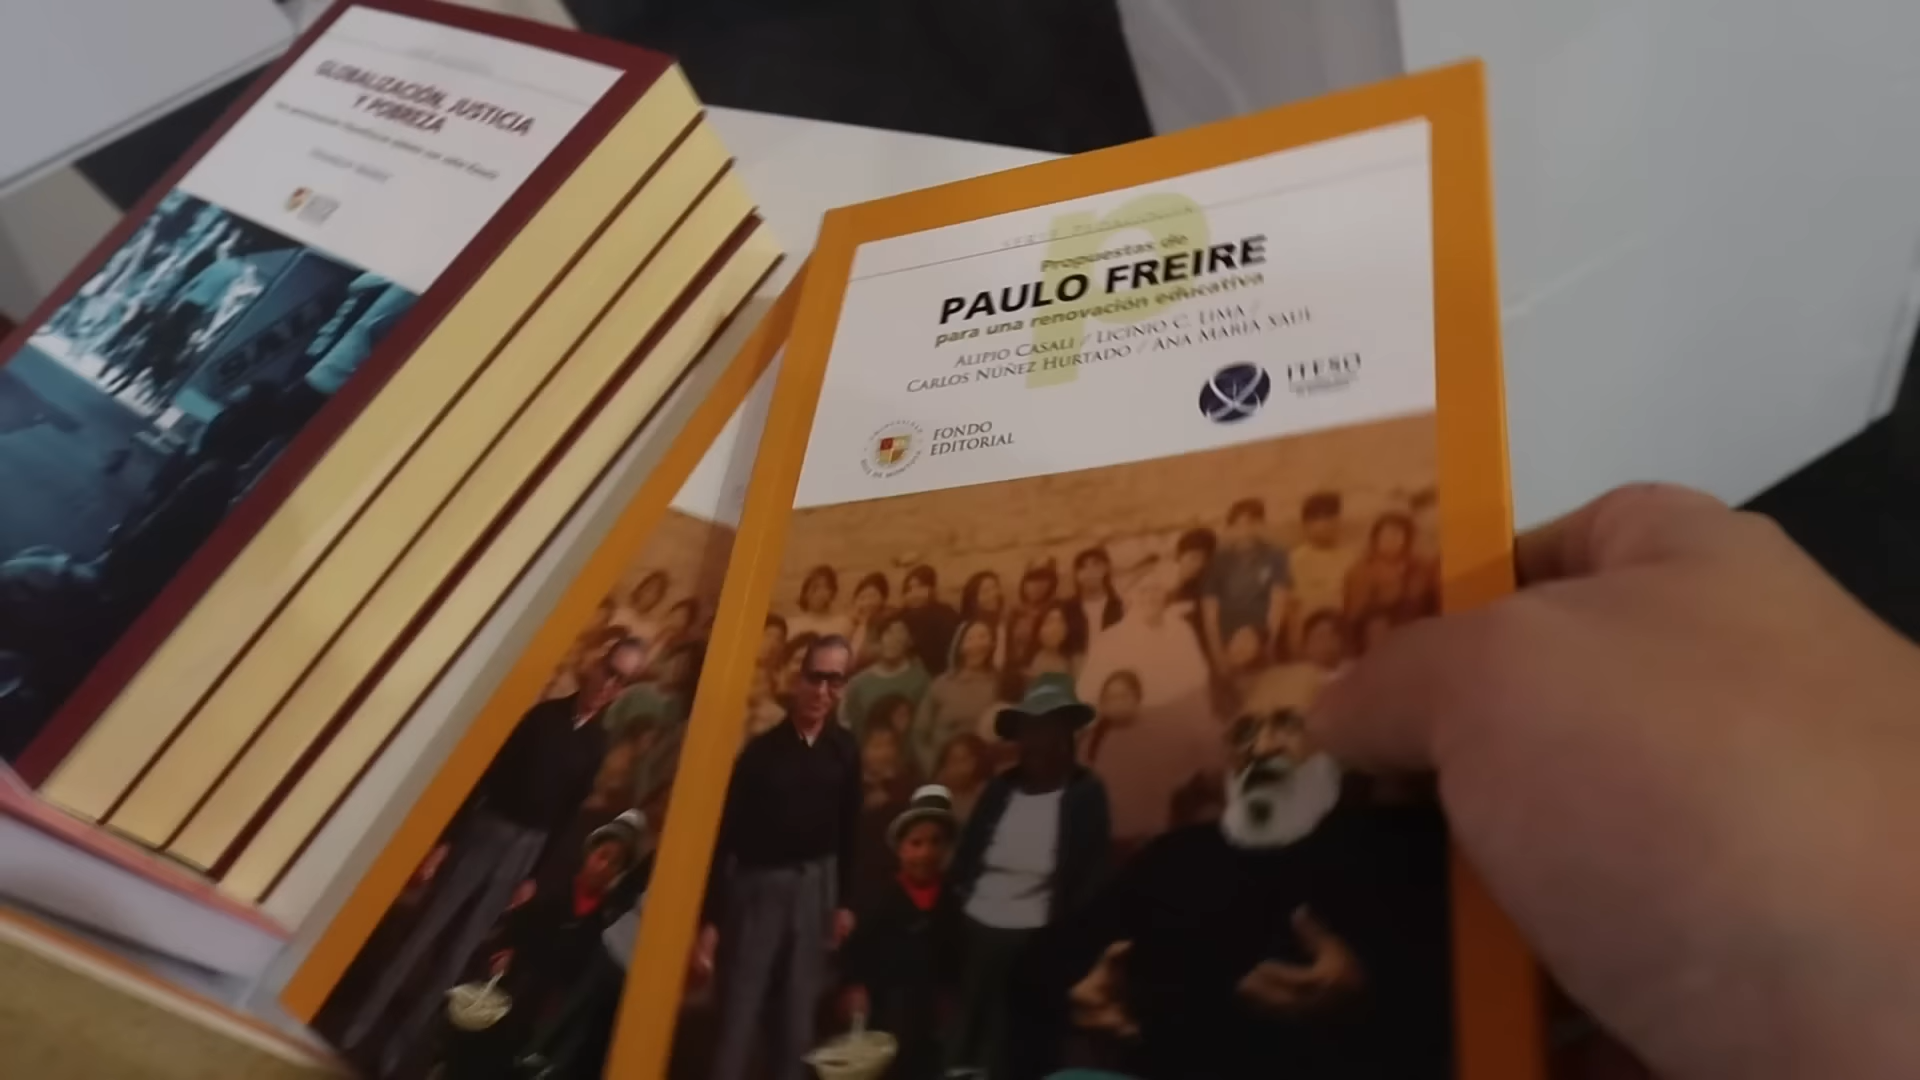 GLOBALIZACIÓN, JUSTICIA
Y POBREZA
Propuestas de
PAULO FREIRE
para una renovación educativa
ALIPIO CASALI / LICÍNIO C. LIMA /
CARLOS NÚÑEZ HURTADO / ANA MARÍA SAUL
FONDO
EDITORIAL
ITESO